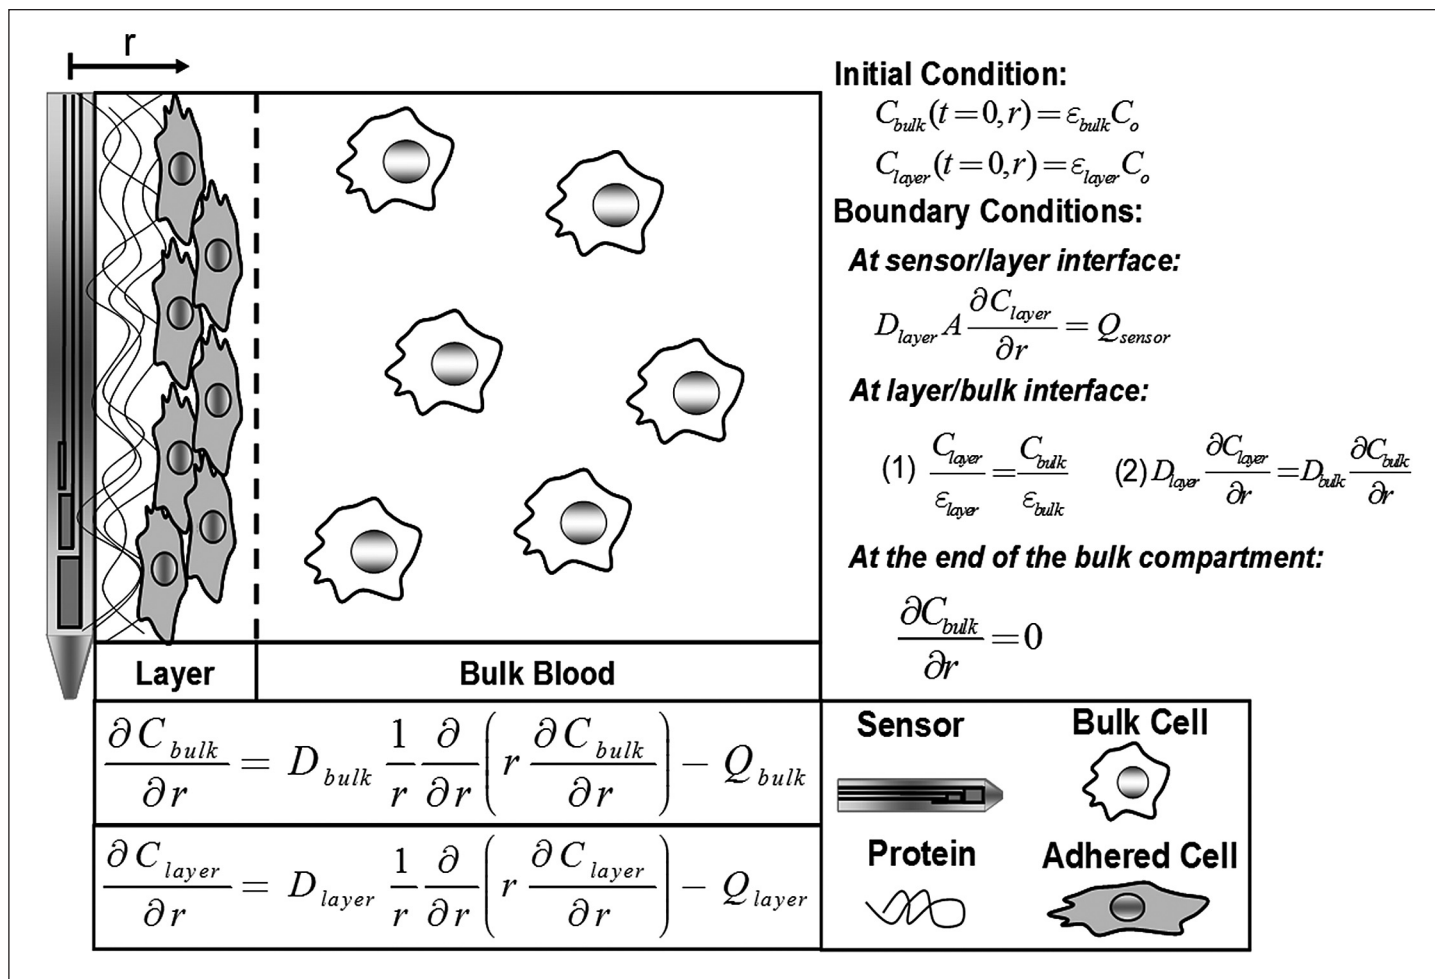 r
Initial Condition:
C_bulk(t=0,r)=ε_bulk C_o
C_layer(t=0,r)=ε_layer C_o
Boundary Conditions:
At sensor/layer interface:
D_layer A ∂C_layer/∂r = Q_sensor
At layer/bulk interface:
(1) C_layer/ε_layer = C_bulk/ε_bulk (2) D_layer ∂C_layer/∂r = D_bulk ∂C_bulk/∂r
At the end of the bulk compartment:
∂C_bulk/∂r = 0
Layer
Bulk Blood
∂C_bulk/∂r = D_bulk 1/r ∂/∂r (r ∂C_bulk/∂r) − Q_bulk
∂C_layer/∂r = D_layer 1/r ∂/∂r (r ∂C_layer/∂r) − Q_layer
Sensor
Bulk Cell
Protein
Adhered Cell